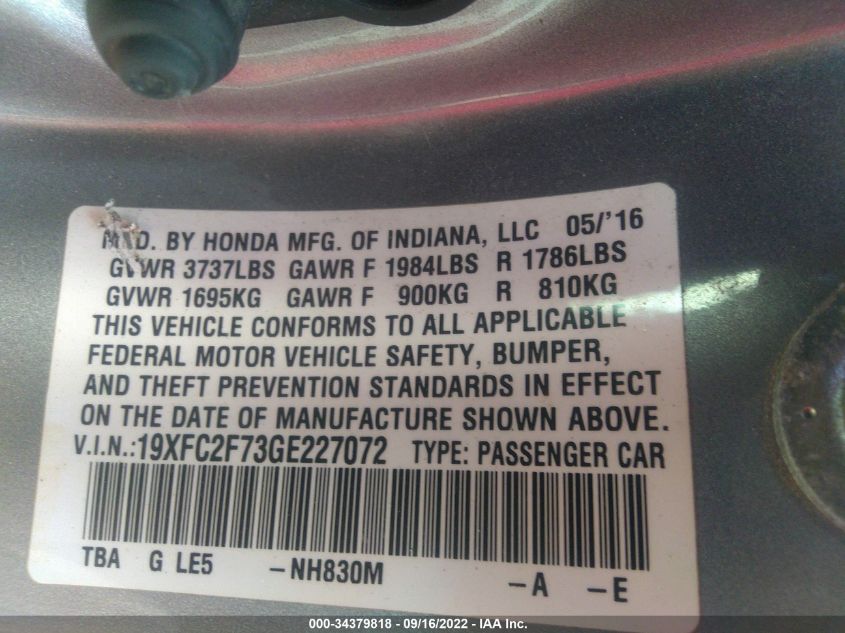 MFD. BY HONDA MFG. OF INDIANA, LLC 05/'16
GVWR 3737LBS GAWR F 1984LBS R 1786LBS
GVWR 1695KG GAWR F 900KG R 810KG
THIS VEHICLE CONFORMS TO ALL APPLICABLE
FEDERAL MOTOR VEHICLE SAFETY, BUMPER,
AND THEFT PREVENTION STANDARDS IN EFFECT
ON THE DATE OF MANUFACTURE SHOWN ABOVE.
V.I.N.:19XFC2F73GE227072 TYPE: PASSENGER CAR
TBA G LE5 -NH830M -A -E
000-34379818 - 09/16/2022 - IAA Inc.